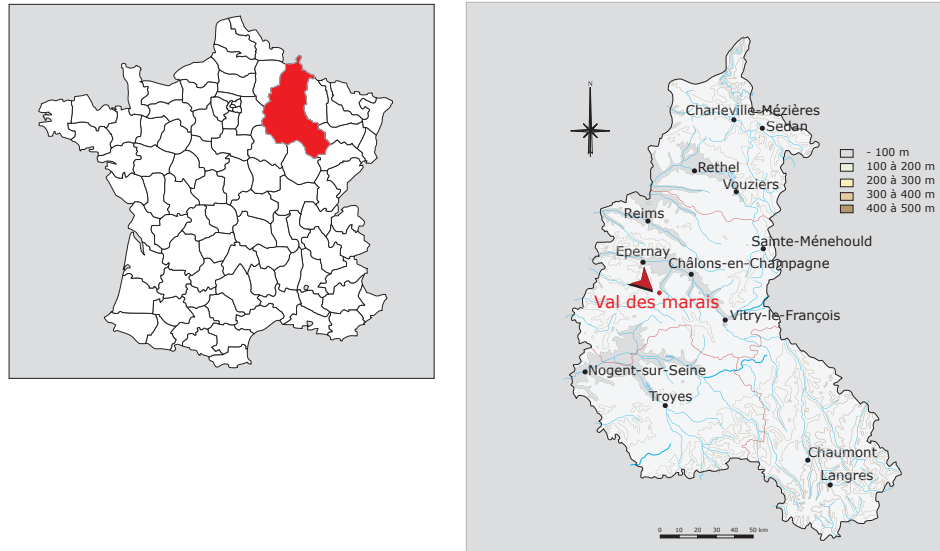 N
Charleville-Mézières
Sedan
- 100 m
100 à 200 m
200 à 300 m
300 à 400 m
400 à 500 m
Rethel
Vouziers
Reims
Sainte-Ménehould
Epernay
Châlons-en-Champagne
Val des marais
Vitry-le-François
Nogent-sur-Seine
Troyes
Chaumont
Langres
0 10 20 30 40 50 km